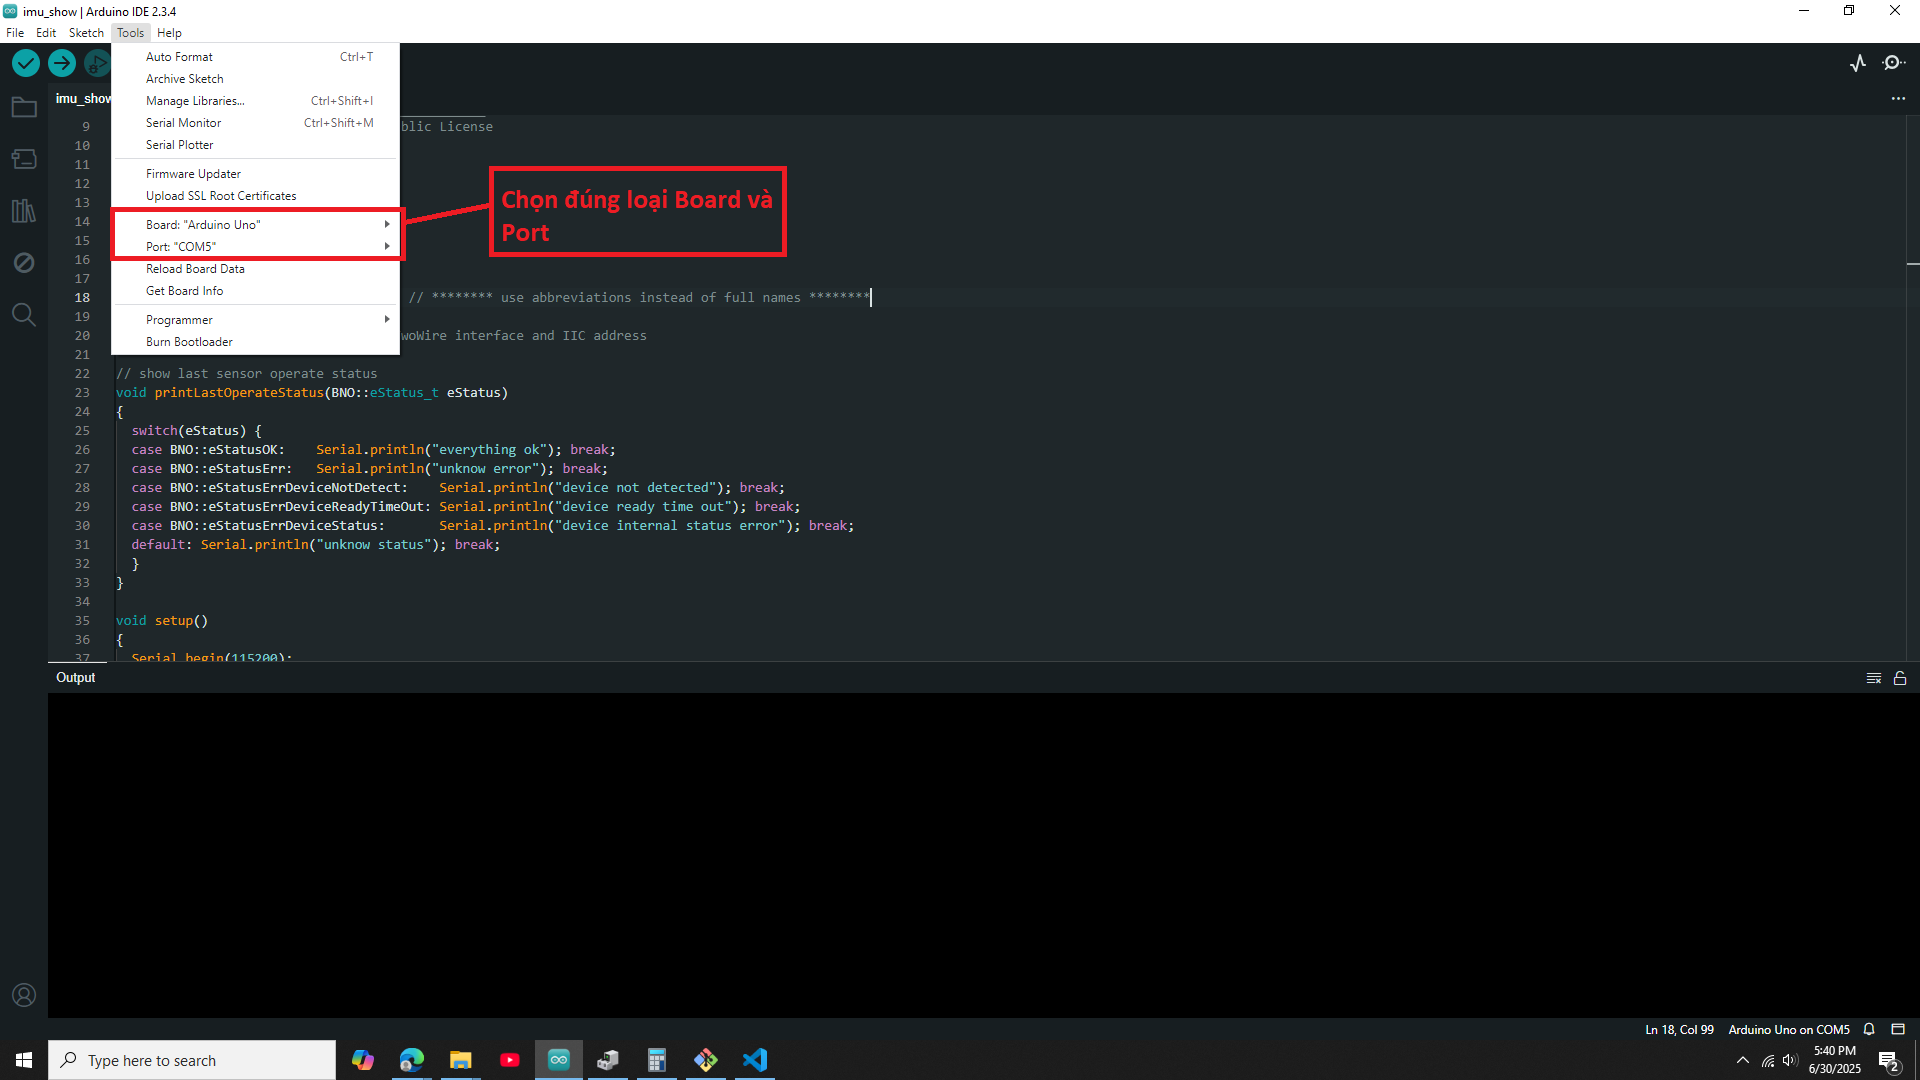 imu_show | Arduino IDE 2.3.4
File Edit Sketch Tools Help
Auto Format Ctrl+T
Archive Sketch
Manage Libraries... Ctrl+Shift+I
Serial Monitor Ctrl+Shift+M
Serial Plotter
Firmware Updater
Upload SSL Root Certificates
Board: "Arduino Uno"
Port: "COM5"
Reload Board Data
Get Board Info
Programmer
Burn Bootloader
Chọn đúng loại Board và
Port
imu_show
9 blic License
10
11
12
13
14
15
16
17
18 // ******** use abbreviations instead of full names ********
19
20 woWire interface and IIC address
21
22 // show last sensor operate status
23 void printLastOperateStatus(BNO::eStatus_t eStatus)
24 {
25 switch(eStatus) {
26 case BNO::eStatusOK: Serial.println("everything ok"); break;
27 case BNO::eStatusErr: Serial.println("unknow error"); break;
28 case BNO::eStatusErrDeviceNotDetect: Serial.println("device not detected"); break;
29 case BNO::eStatusErrDeviceReadyTimeOut: Serial.println("device ready time out"); break;
30 case BNO::eStatusErrDeviceStatus: Serial.println("device internal status error"); break;
31 default: Serial.println("unknow status"); break;
32 }
33 }
34
35 void setup()
36 {
37 Serial.begin(115200);
Output
Ln 18, Col 99 Arduino Uno on COM5
Type here to search
5:40 PM
6/30/2025
2